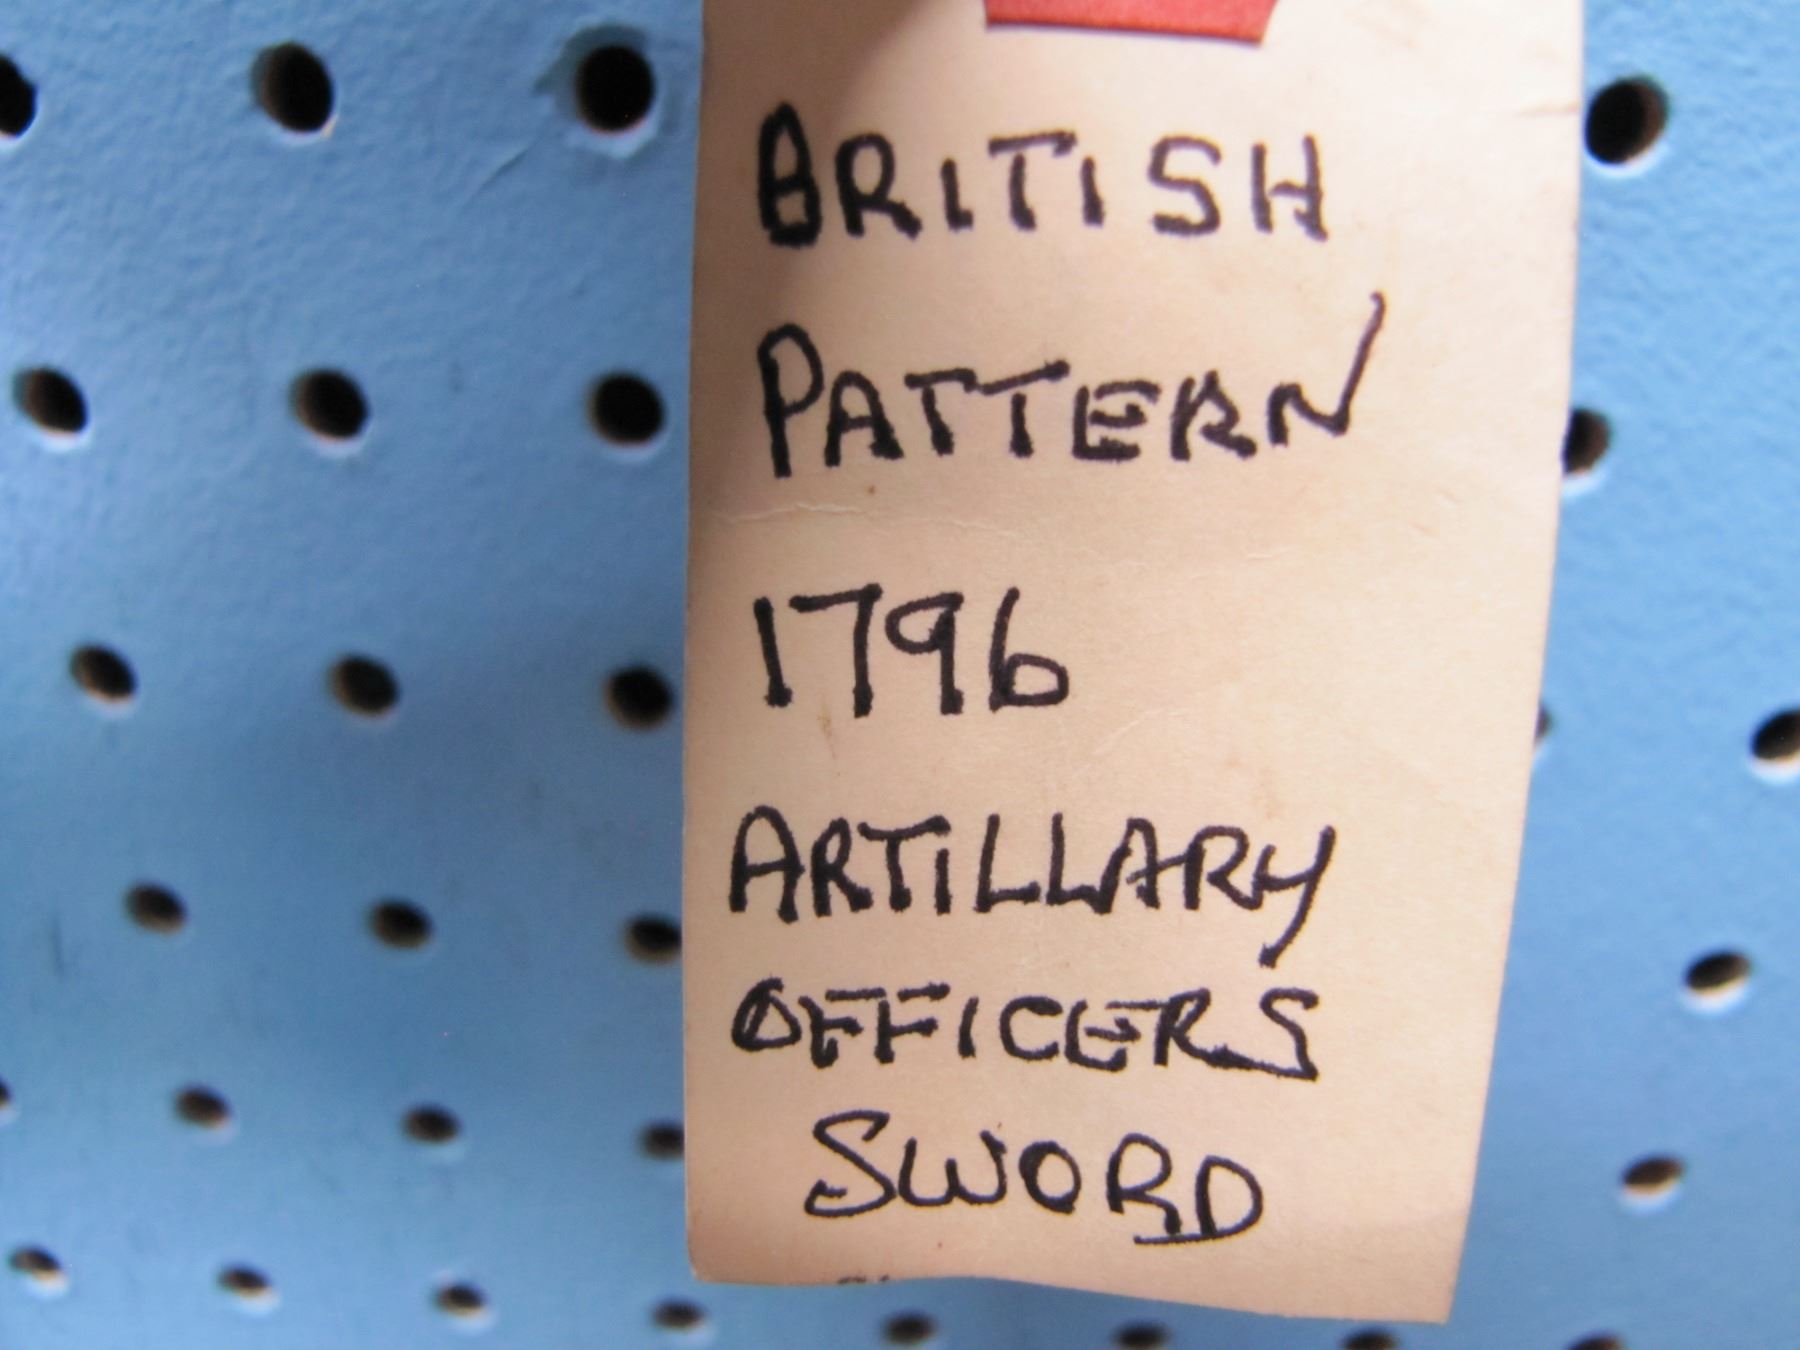 BRITISH
PATTERN
1796
ARTILLARY
OFFICERS
SWORD